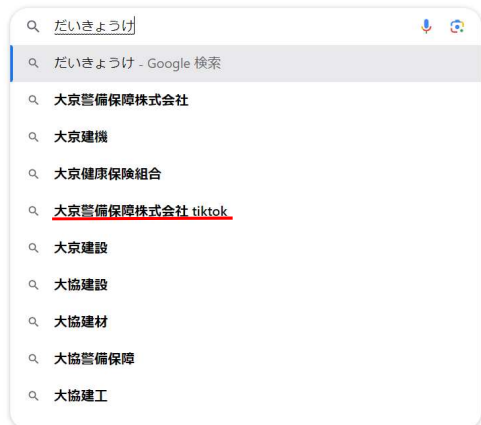 だいきょうけ
だいきょうけ - Google 検索
大京警備保障株式会社
大京建機
大京健康保険組合
大京警備保障株式会社 tiktok
大京建設
大協建設
大協建材
大協警備保障
大協建工